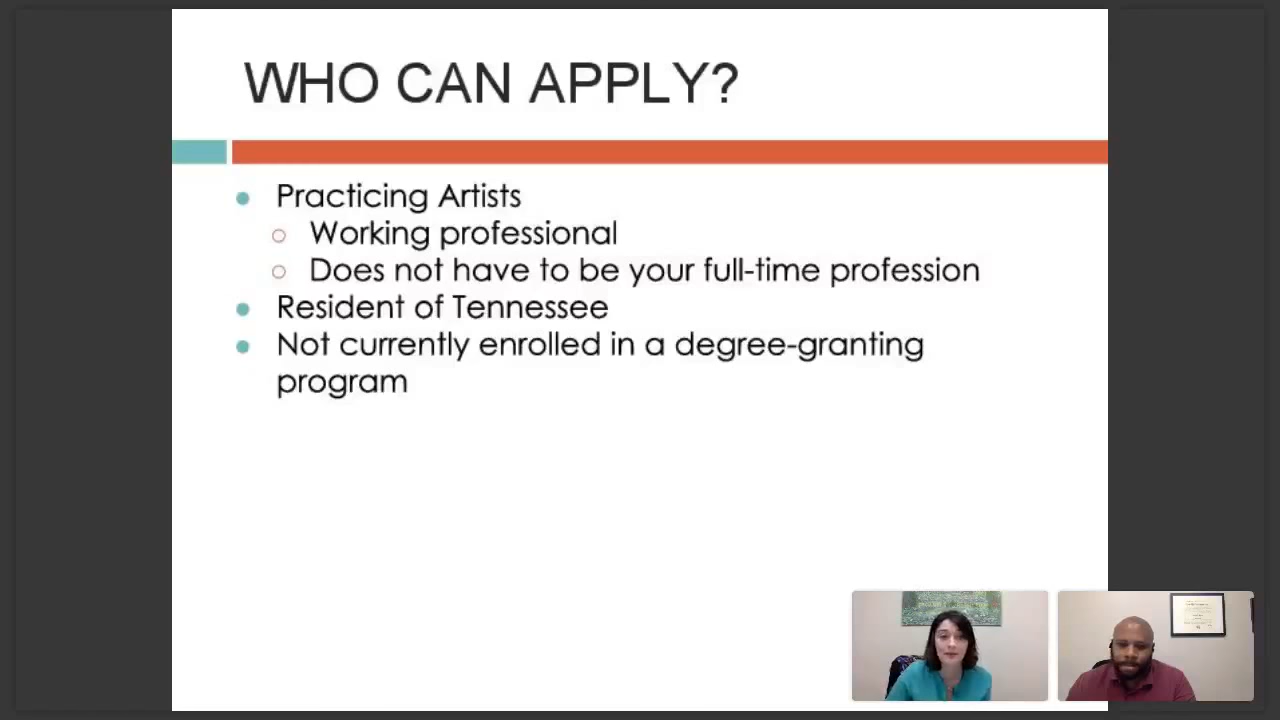 WHO CAN APPLY?
Practicing Artists
Working professional
Does not have to be your full-time profession
Resident of Tennessee
Not currently enrolled in a degree-granting
program